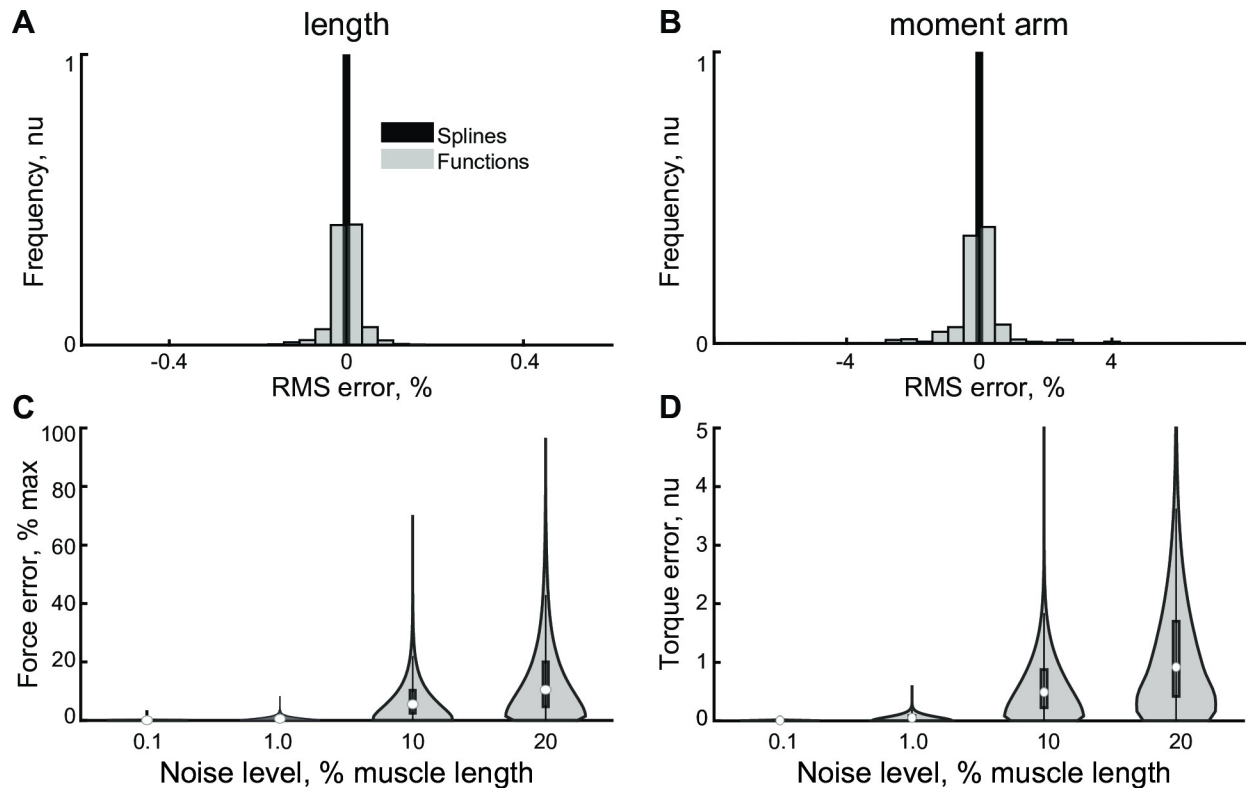 A
length
Frequency, nu
1
0
Splines
Functions
-0.4
0
0.4
RMS error, %
B
moment arm
Frequency, nu
1
0
-4
0
4
RMS error, %
C
Force error, % max
100
80
60
40
20
0
0.1
1.0
10
20
Noise level, % muscle length
D
Torque error, nu
5
4
3
2
1
0
0.1
1.0
10
20
Noise level, % muscle length